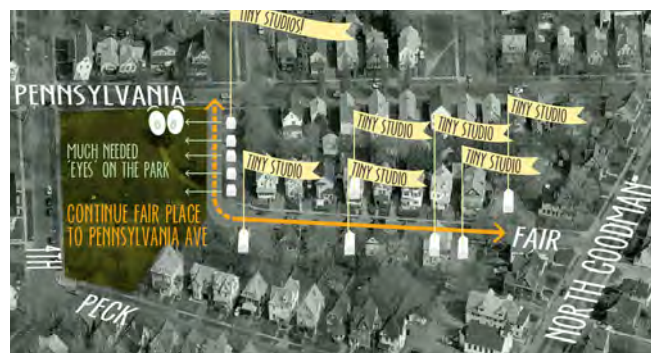 TINY STUDIOS!
PENNSYLVANIA
TINY STUDIO
TINY STUDIO
TINY STUDIO
MUCH NEEDED
"EYES" ON THE PARK
TINY STUDIO
TINY STUDIO
TINY STUDIO
CONTINUE FAIR PLACE
TO PENNSYLVANIA AVE
FAIR
4TH
PECK
NORTH GOODMAN